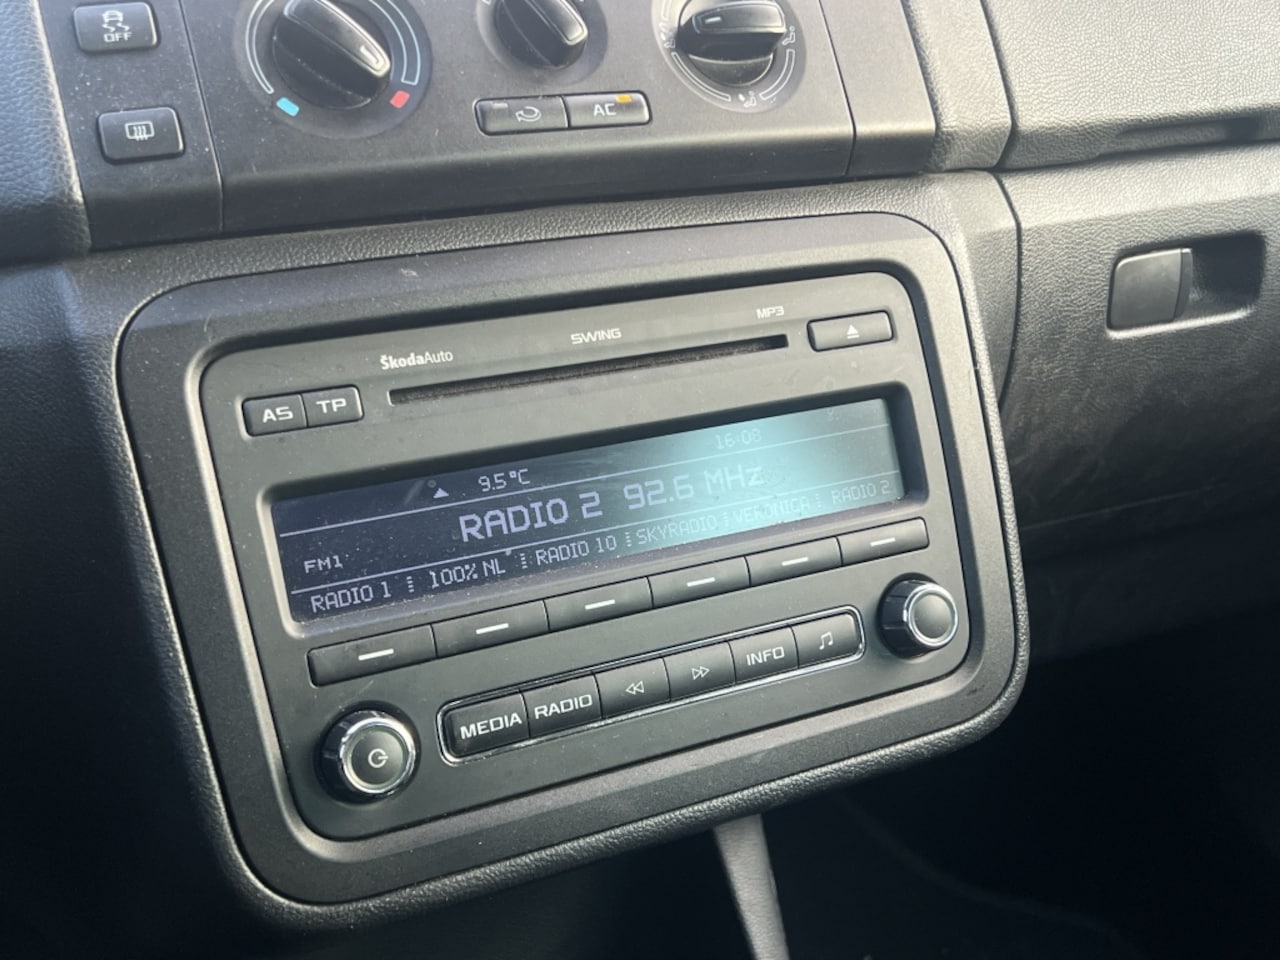 OFF
AC
ŠkodaAuto SWING MP3
AS TP
9.5°C 16:08
RADIO 2 92.6 MHz
FM1
RADIO 1 100% NL RADIO 10 SKYRADIO VERONICA RADIO 2
MEDIA RADIO INFO